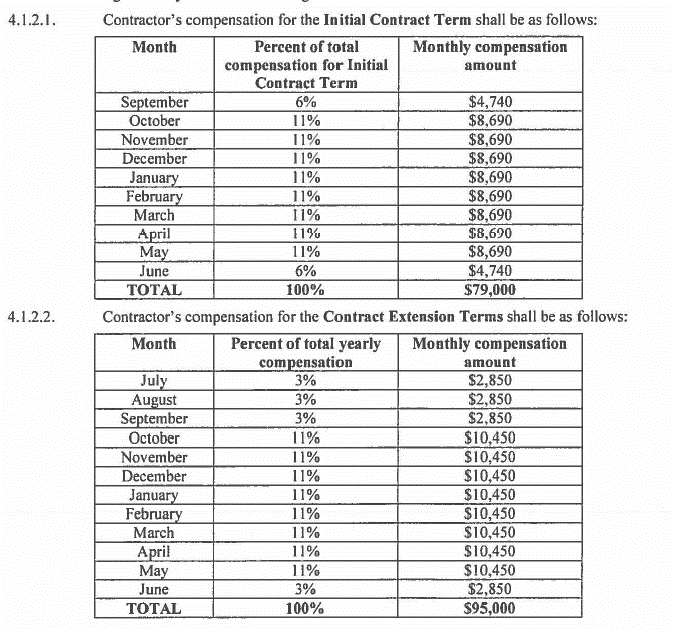 4.1.2.1. Contractor's compensation for the Initial Contract Term shall be as follows:
Month Percent of total compensation for Initial Contract Term Monthly compensation amount
September 6% $4,740
October 11% $8,690
November 11% $8,690
December 11% $8,690
January 11% $8,690
February 11% $8,690
March 11% $8,690
April 11% $8,690
May 11% $8,690
June 6% $4,740
TOTAL 100% $79,000
4.1.2.2. Contractor's compensation for the Contract Extension Terms shall be as follows:
Month Percent of total yearly compensation Monthly compensation amount
July 3% $2,850
August 3% $2,850
September 3% $2,850
October 11% $10,450
November 11% $10,450
December 11% $10,450
January 11% $10,450
February 11% $10,450
March 11% $10,450
April 11% $10,450
May 11% $10,450
June 3% $2,850
TOTAL 100% $95,000